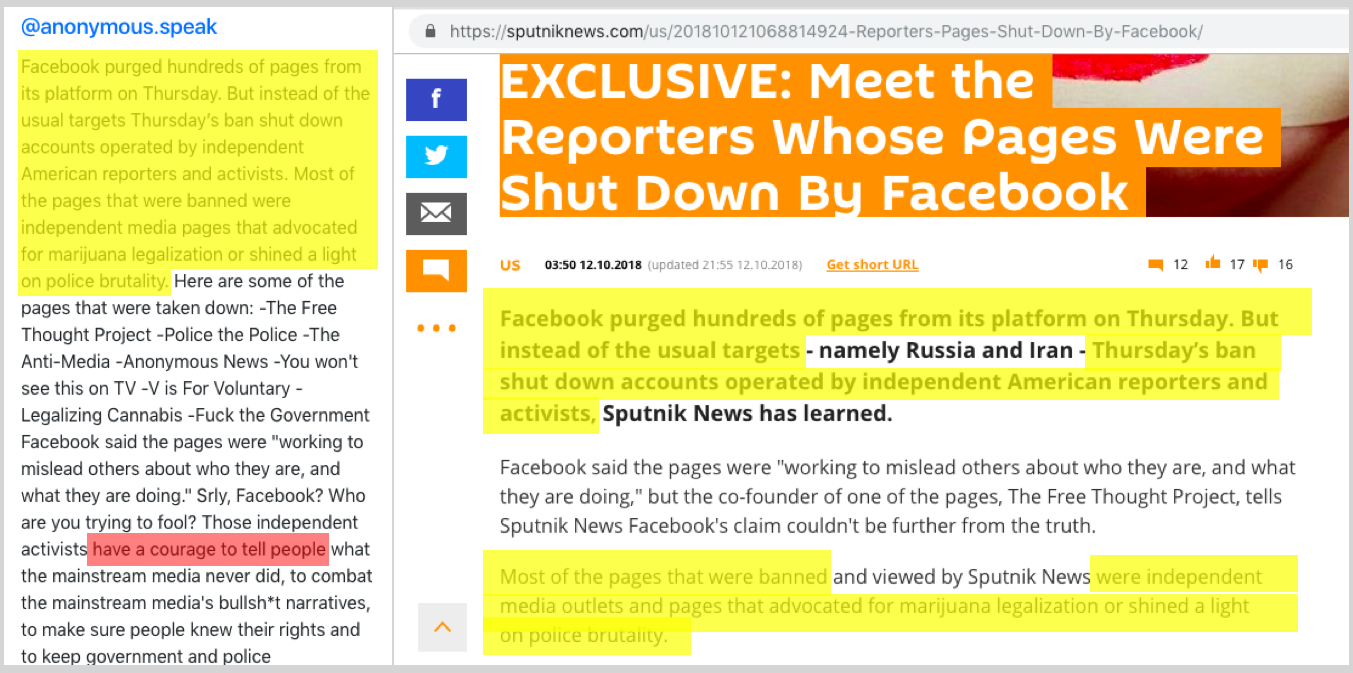 @anonymous.speak
Facebook purged hundreds of pages from
its platform on Thursday. But instead of the
usual targets Thursday's ban shut down
accounts operated by independent
American reporters and activists. Most of
the pages that were banned were
independent media pages that advocated
for marijuana legalization or shined a light
on police brutality. Here are some of the
pages that were taken down: -The Free
Thought Project -Police the Police -The
Anti-Media -Anonymous News -You won't
see this on TV -V is For Voluntary -
Legalizing Cannabis -Fuck the Government
Facebook said the pages were "working to
mislead others about who they are, and
what they are doing." Srly, Facebook? Who
are you trying to fool? Those independent
activists have a courage to tell people what
the mainstream media never did, to combat
the mainstream media's bullsh*t narratives,
to make sure people knew their rights and
to keep government and police
https://sputniknews.com/us/201810121068814924-Reporters-Pages-Shut-Down-By-Facebook/
EXCLUSIVE: Meet the
Reporters Whose Pages Were
Shut Down By Facebook
US 03:50 12.10.2018 (updated 21:55 12.10.2018) Get short URL 12 17 16
Facebook purged hundreds of pages from its platform on Thursday. But
instead of the usual targets - namely Russia and Iran - Thursday's ban
shut down accounts operated by independent American reporters and
activists, Sputnik News has learned.
Facebook said the pages were "working to mislead others about who they are, and what
they are doing," but the co-founder of one of the pages, The Free Thought Project, tells
Sputnik News Facebook's claim couldn't be further from the truth.
Most of the pages that were banned and viewed by Sputnik News were independent
media outlets and pages that advocated for marijuana legalization or shined a light
on police brutality.